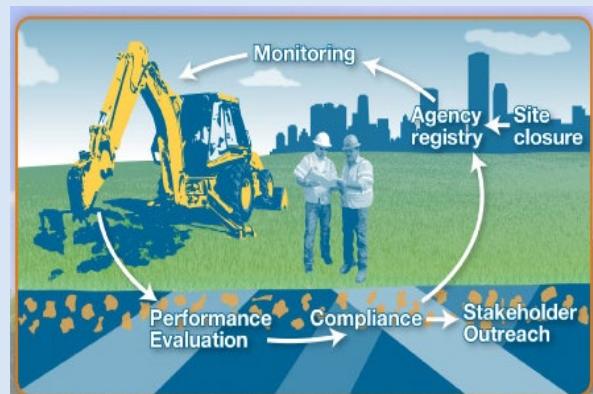 Monitoring
Agency
registry
Site
closure
Performance
Evaluation
Compliance
Stakeholder
Outreach